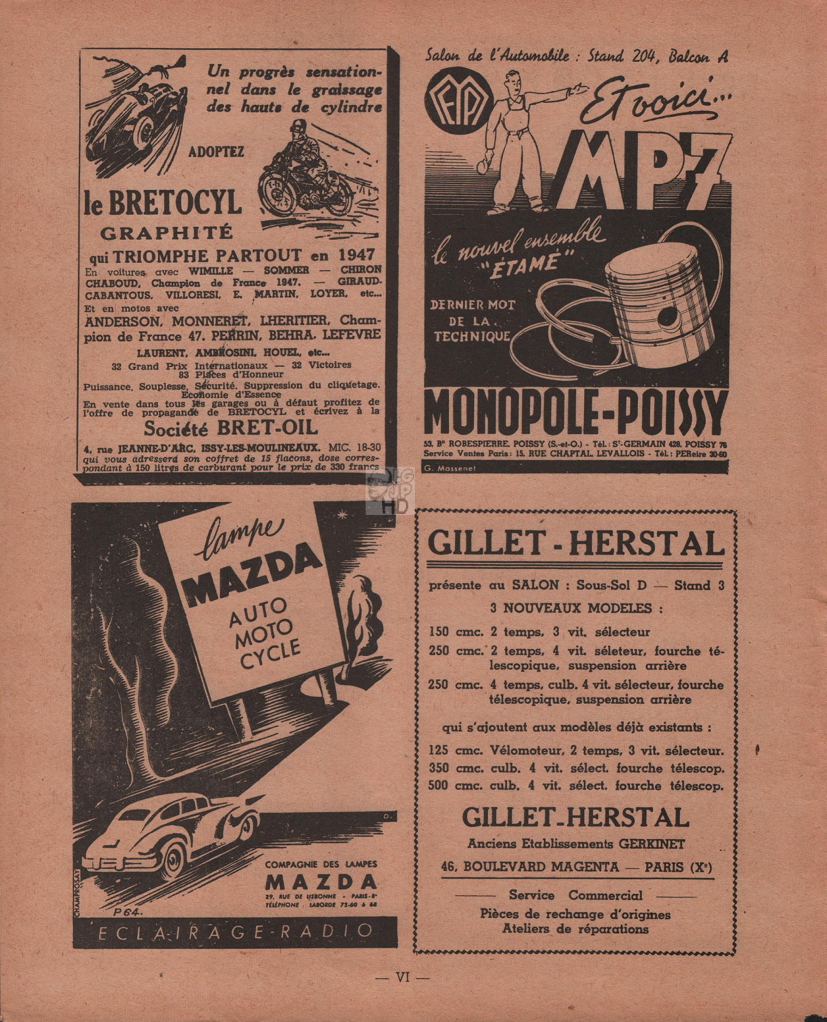 Un progrès sensation-
nel dans le graissage
des hauts de cylindre
ADOPTEZ
le BRETOCYL
GRAPHITÉ
qui TRIOMPHE PARTOUT en 1947
En voitures avec WIMILLE — SOMMER — CHIRON
CHABOUD, Champion de France 1947. — GIRAUD-
CABANTOUS, VILLORESI, E. MARTIN, LOYER, etc...
Et en motos avec
ANDERSON, MONNERET, LHERITIER, Cham-
pion de France 47. PERRIN, BEHRA, LEFEVRE
LAURENT, AMBROSINI, HOUEL, etc...
32 Grand Prix Internationaux — 32 Victoires
83 Places d'Honneur
Puissance, Souplesse, Sécurité. Suppression du cliquetage.
Economie d'Essence
En vente dans tous les garages ou à défaut profitez de
l'offre de propagande de BRETOCYL et écrivez à la
Société BRET-OIL
4, rue JEANNE-D'ARC, ISSY-LES-MOULINEAUX. MIC. 18-30
qui vous adressera son coffret de 15 flacons, dose corres-
pondant à 150 litres de carburant pour le prix de 330 francs
Salon de l'Automobile : Stand 204, Balcon A
Et voici...
MP-7
le nouvel ensemble
"ÉTAMÉ"
DERNIER MOT
DE LA
TECHNIQUE
MONOPOLE-POISSY
53, Bd ROBESPIERRE, POISSY (S.-et-O.) - Tél. : St-GERMAIN 428, POISSY 76
Service Ventes Paris : 15, RUE CHAPTAL, LEVALLOIS - Tél. : PEReire 30-60
G. Massenet
HD
lampe
MAZDA
AUTO
MOTO
CYCLE
D.
COMPAGNIE DES LAMPES
MAZDA
29, RUE DE LISBONNE - PARIS-8e
TÉLÉPHONE : LABORDE 72-60 à 68
CHAMPROSAY
P64.
ECLAIRAGE-RADIO
GILLET - HERSTAL
présente au SALON : Sous-Sol D — Stand 3
3 NOUVEAUX MODELES :
150 cmc. 2 temps, 3 vit. sélecteur
250 cmc. 2 temps, 4 vit. séleteur, fourche té-
lescopique, suspension arrière
250 cmc. 4 temps, culb. 4 vit. sélecteur, fourche
télescopique, suspension arrière
qui s'ajoutent aux modèles déjà existants :
125 cmc. Vélomoteur, 2 temps, 3 vit. sélecteur.
350 cmc. culb. 4 vit. sélect. fourche télescop.
500 cmc. culb. 4 vit. sélect. fourche télescop.
GILLET-HERSTAL
Anciens Etablissements GERKINET
46, BOULEVARD MAGENTA — PARIS (Xe)
Service Commercial
Pièces de rechange d'origines
Ateliers de réparations
— VI —